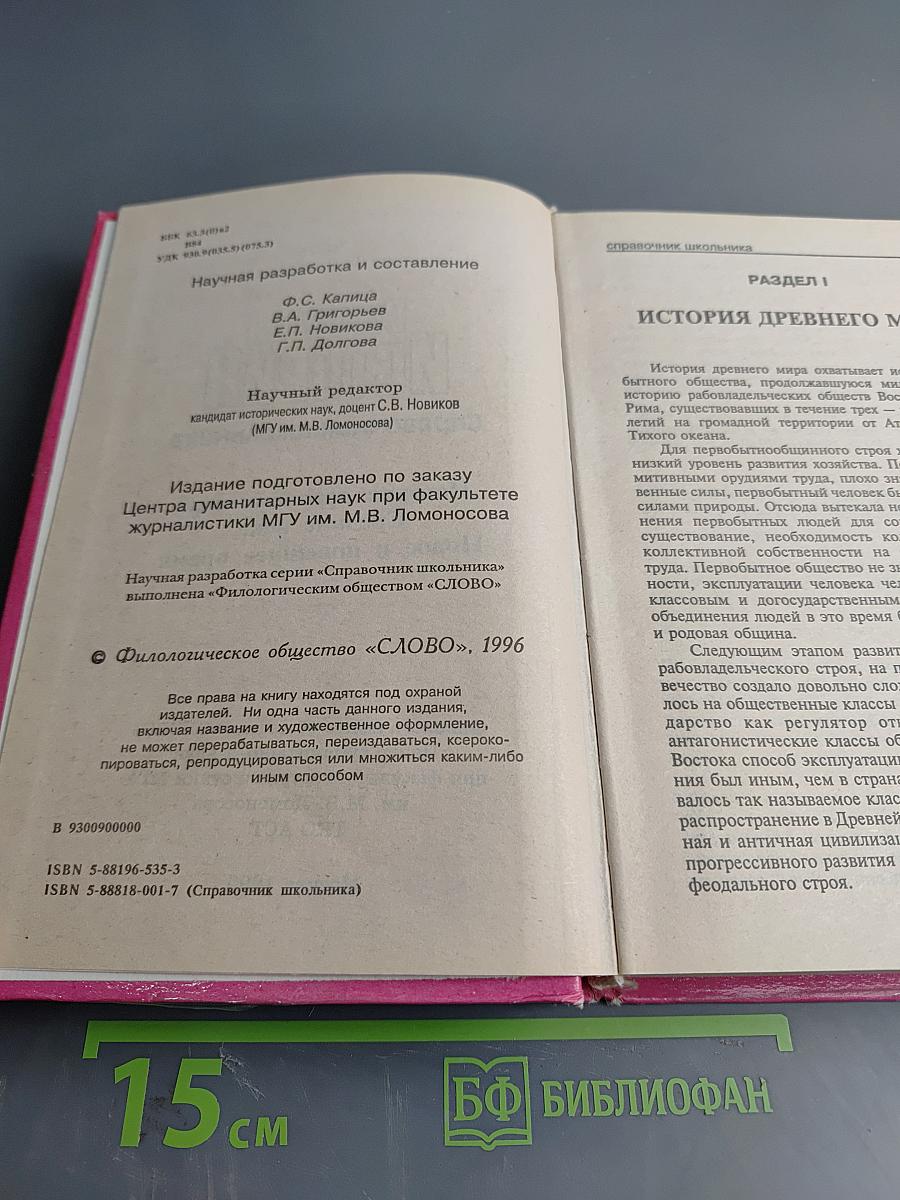 ББК 63.3(0)62
И84
УДК 930.9(035.5)(075.3)
Научная разработка и составление
Ф.С. Капица
В.А. Григорьев
Е.П. Новикова
Г.П. Долгова
Научный редактор
кандидат исторических наук, доцент С.В. Новиков
(МГУ им. М.В. Ломоносова)
Издание подготовлено по заказу
Центра гуманитарных наук при факультете
журналистики МГУ им. М.В. Ломоносова
Научная разработка серии «Справочник школьника»
выполнена «Филологическим обществом «СЛОВО»
© Филологическое общество «СЛОВО», 1996
Все права на книгу находятся под охраной
издателей. Ни одна часть данного издания,
включая название и художественное оформление,
не может перерабатываться, переиздаваться, ксероко-
пироваться, репродуцироваться или множиться каким-либо
иным способом
В 9300900000
ISBN 5-88196-535-3
ISBN 5-88818-001-7 (Справочник школьника)
справочник школьника
РАЗДЕЛ I
ИСТОРИЯ ДРЕВНЕГО М
История древнего мира охватывает ис
бытного общества, продолжавшуюся ми
историю рабовладельческих обществ Вос
Рима, существовавших в течение трех —
летий на громадной территории от Ат
Тихого океана.
Для первобытнообщинного строя х
низкий уровень развития хозяйства. П
митивными орудиями труда, плохо зн
венные силы, первобытный человек бы
силами природы. Отсюда вытекала не
нения первобытных людей для со
существование, необходимость ко
коллективной собственности на
труда. Первобытное общество не зн
ности, эксплуатации человека чел
классовым и догосударственным
объединения людей в это время б
и родовая община.
Следующим этапом развит
рабовладельческого строя, на п
вечество создало довольно сло
лось на общественные классы
дарство как регулятор отн
антагонистические классы об
Востока способ эксплуатаци
ния был иным, чем в страна
валось так называемое клас
распространение в Древней
ная и античная цивилизац
прогрессивного развития
феодального строя.
15 см
БФ БИБЛИОФАН